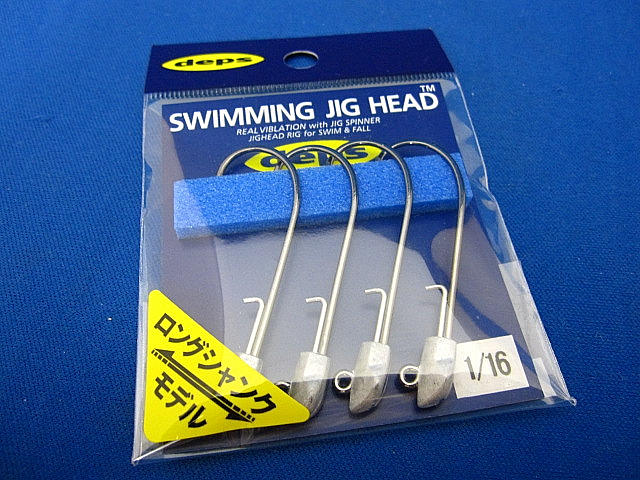 deps
SWIMMING JIG HEAD™
REAL VIBLATION with JIG SPINNER
JIGHEAD RIG for SWIM & FALL
deps
ロングシャンク
モデル
1/16